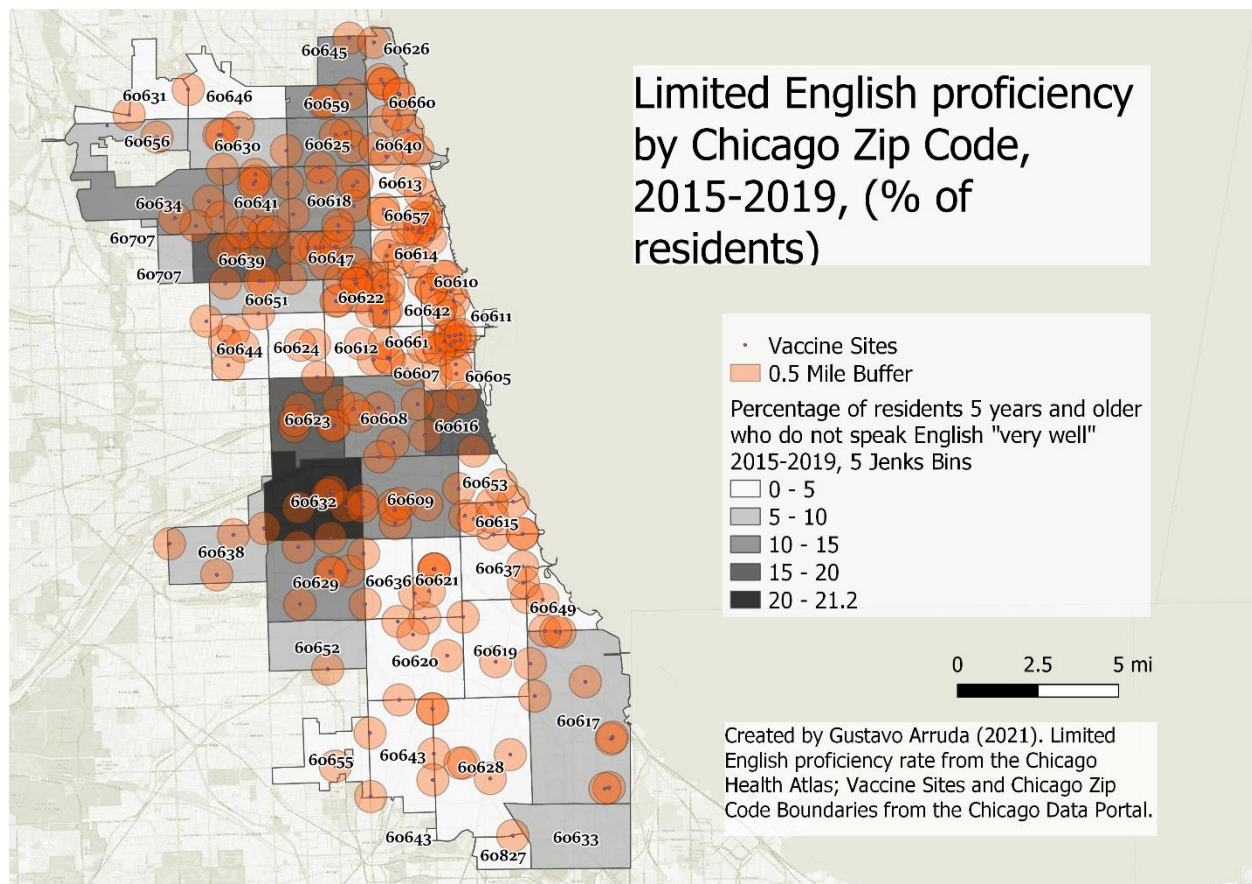 Limited English proficiency
by Chicago Zip Code,
2015-2019, (% of
residents)
60645
60626
60631
60646
60659
60660
60656
60630
60625
60640
60613
60634
60641
60618
60657
60707
60639
60647
60614
60707
60651
60622
60610
60642
60611
60644
60624
60612
60661
60607
60605
60623
60608
60616
60632
60609
60653
60615
60638
60629
60636
60621
60637
60649
60652
60620
60619
60617
60655
60643
60628
60643
60827
60633
Vaccine Sites
0.5 Mile Buffer
Percentage of residents 5 years and older
who do not speak English "very well"
2015-2019, 5 Jenks Bins
0 - 5
5 - 10
10 - 15
15 - 20
20 - 21.2
0 2.5 5 mi
Created by Gustavo Arruda (2021). Limited
English proficiency rate from the Chicago
Health Atlas; Vaccine Sites and Chicago Zip
Code Boundaries from the Chicago Data Portal.